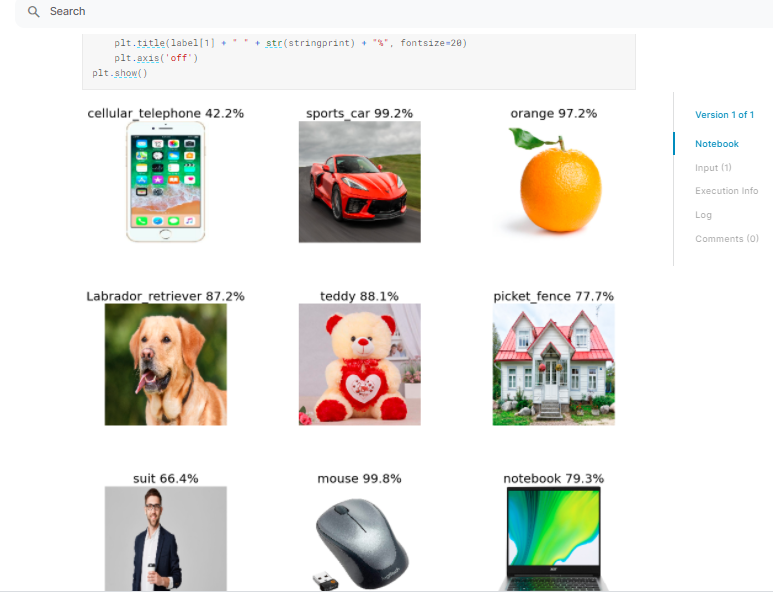 Search
plt.title(label[1] + " " + str(stringprint) + "%", fontsize=20)
plt.axis('off')
plt.show()
Version 1 of 1
Notebook
Input (1)
Execution Info
Log
Comments (0)
cellular_telephone 42.2%
sports_car 99.2%
orange 97.2%
Labrador_retriever 87.2%
teddy 88.1%
picket_fence 77.7%
suit 66.4%
mouse 99.8%
notebook 79.3%
logitech
acer